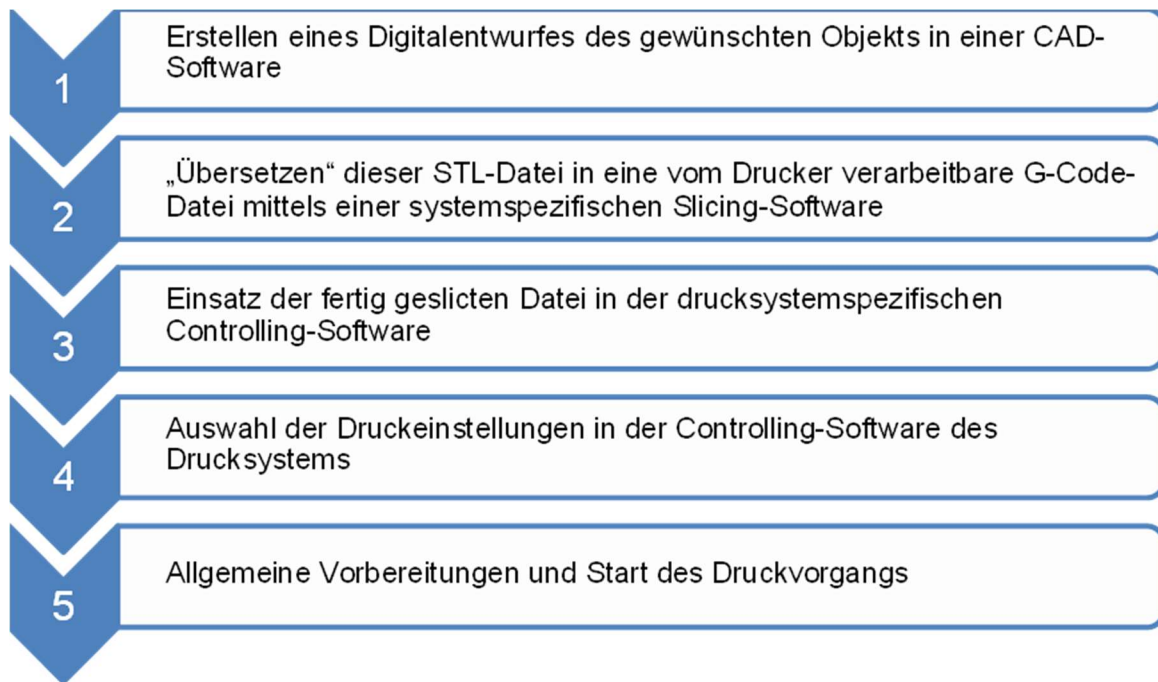 1
Erstellen eines Digitalentwurfes des gewünschten Objekts in einer CAD-
Software
2
„Übersetzen“ dieser STL-Datei in eine vom Drucker verarbeitbare G-Code-
Datei mittels einer systemspezifischen Slicing-Software
3
Einsatz der fertig geslicten Datei in der drucksystemspezifischen
Controlling-Software
4
Auswahl der Druckeinstellungen in der Controlling-Software des
Drucksystems
5
Allgemeine Vorbereitungen und Start des Druckvorgangs